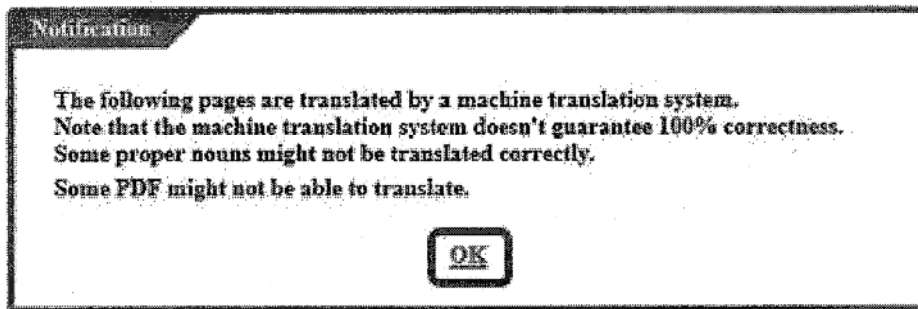 Notification
The following pages are translated by a machine translation system.
Note that the machine translation system doesn't guarantee 100% correctness.
Some proper nouns might not be translated correctly.
Some PDF might not be able to translate.
OK